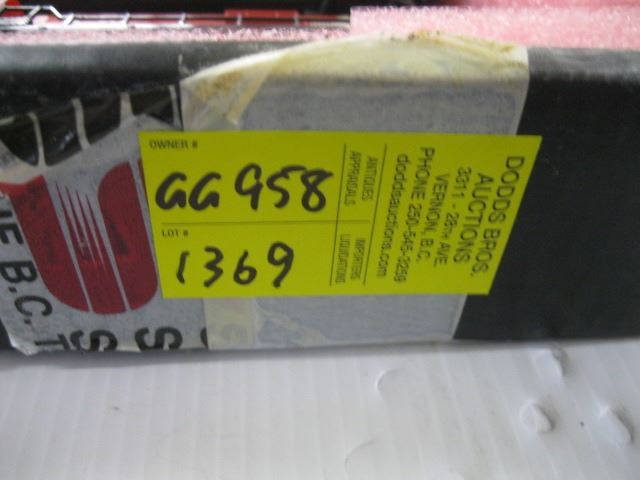 OWNER #
GG 958
LOT #
1369
ANTIQUES
APPRAISALS
IMPORTERS
LIQUIDATIONS
DODDS BROS.
AUCTIONS
3311 - 28TH AVE.
VERNON, B.C.
PHONE 250-545-3259
doddsauctions.com
B.C.